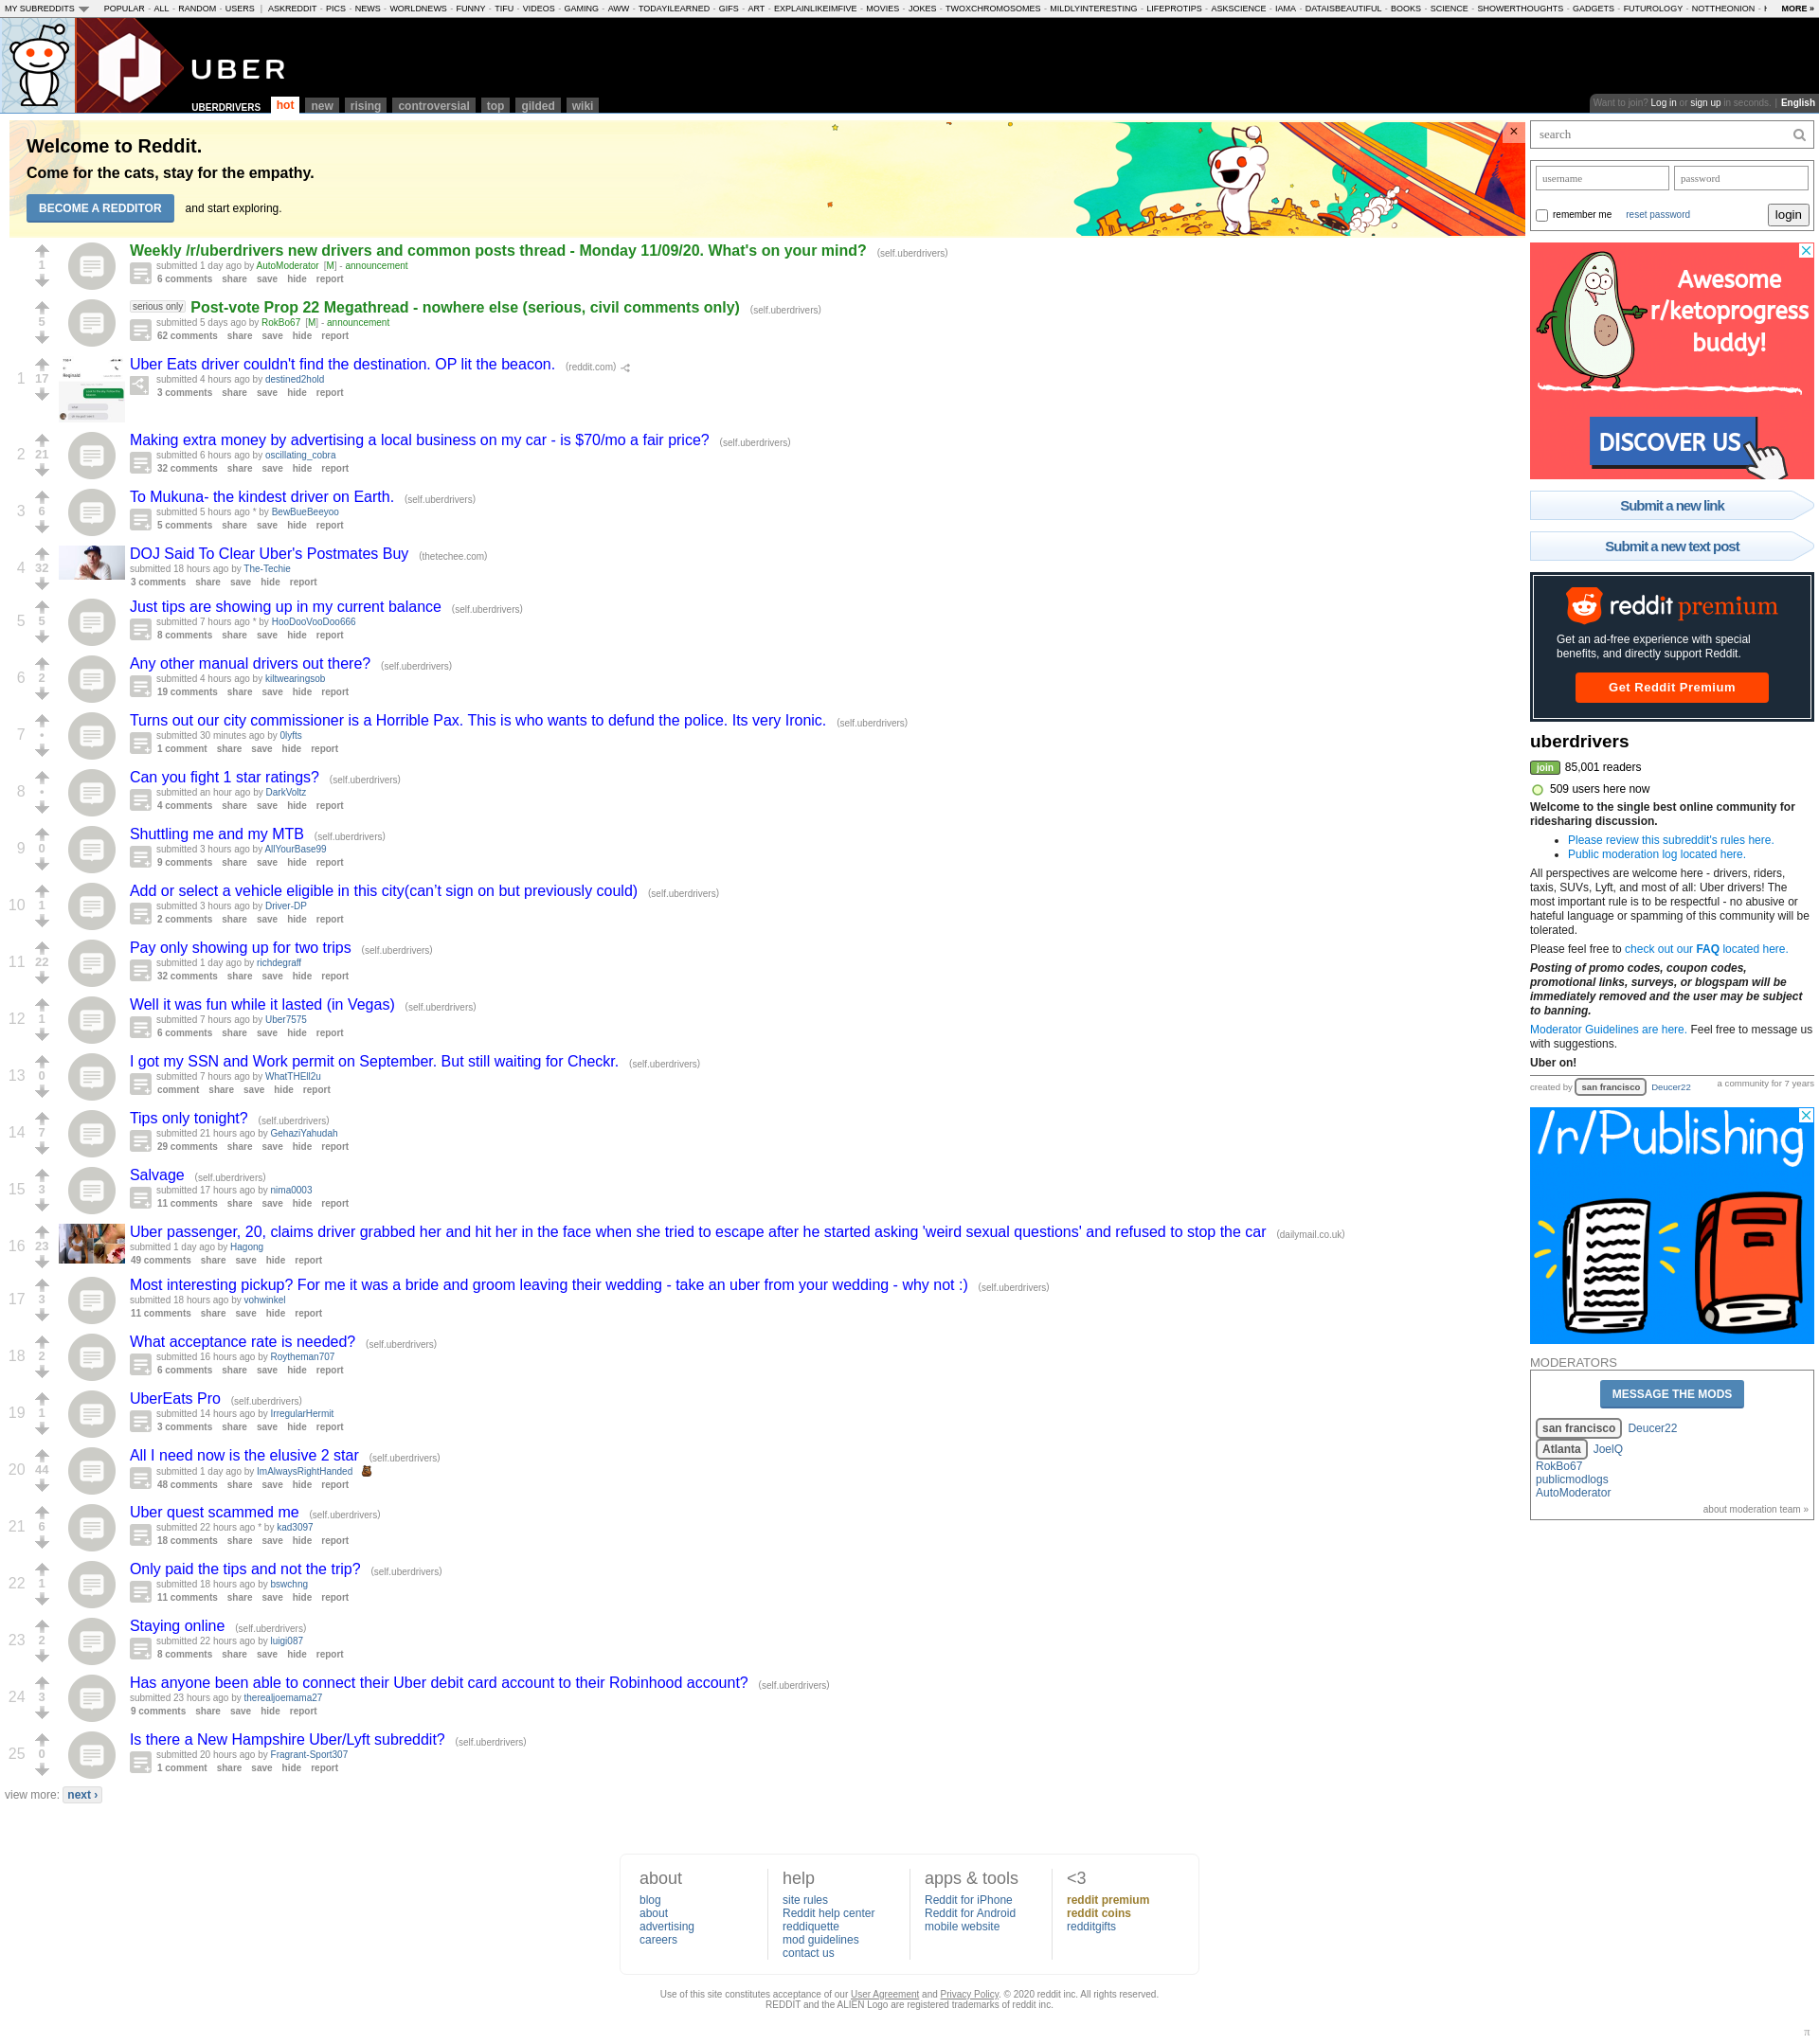 MY SUBREDDITS POPULAR - ALL - RANDOM - USERS | ASKREDDIT - PICS - NEWS - WORLDNEWS - FUNNY - TIFU - VIDEOS - GAMING - AWW - TODAYILEARNED - GIFS - ART - EXPLAINLIKEIMFIVE - MOVIES - JOKES - TWOXCHROMOSOMES - MILDLYINTERESTING - LIFEPROTIPS - ASKSCIENCE - IAMA - DATAISBEAUTIFUL - BOOKS - SCIENCE - SHOWERTHOUGHTS - GADGETS - FUTUROLOGY - NOTTHEONION - MORE »
UBER
UBERDRIVERS hot new rising controversial top gilded wiki
Want to join? Log in or sign up in seconds. | English
Welcome to Reddit.
Come for the cats, stay for the empathy.
BECOME A REDDITOR and start exploring.
×
Weekly /r/uberdrivers new drivers and common posts thread - Monday 11/09/20. What's on your mind? (self.uberdrivers)
1
submitted 1 day ago by AutoModerator [M] - announcement
6 comments share save hide report
serious only Post-vote Prop 22 Megathread - nowhere else (serious, civil comments only) (self.uberdrivers)
5
submitted 5 days ago by RokBo67 [M] - announcement
62 comments share save hide report
Uber Eats driver couldn't find the destination. OP lit the beacon. (reddit.com)
1 17
submitted 4 hours ago by destined2hold
3 comments share save hide report
Making extra money by advertising a local business on my car - is $70/mo a fair price? (self.uberdrivers)
2 21
submitted 6 hours ago by oscillating_cobra
32 comments share save hide report
To Mukuna- the kindest driver on Earth. (self.uberdrivers)
3 6
submitted 5 hours ago * by BewBueBeeyoo
5 comments share save hide report
DOJ Said To Clear Uber's Postmates Buy (thetechee.com)
4 32
submitted 18 hours ago by The-Techie
3 comments share save hide report
Just tips are showing up in my current balance (self.uberdrivers)
5 5
submitted 7 hours ago * by HooDooVooDoo666
8 comments share save hide report
Any other manual drivers out there? (self.uberdrivers)
6 2
submitted 4 hours ago by kiltwearingsob
19 comments share save hide report
Turns out our city commissioner is a Horrible Pax. This is who wants to defund the police. Its very Ironic. (self.uberdrivers)
7 •
submitted 30 minutes ago by 0lyfts
1 comment share save hide report
Can you fight 1 star ratings? (self.uberdrivers)
8 •
submitted an hour ago by DarkVoltz
4 comments share save hide report
Shuttling me and my MTB (self.uberdrivers)
9 0
submitted 3 hours ago by AllYourBase99
9 comments share save hide report
Add or select a vehicle eligible in this city(can’t sign on but previously could) (self.uberdrivers)
10 1
submitted 3 hours ago by Driver-DP
2 comments share save hide report
Pay only showing up for two trips (self.uberdrivers)
11 22
submitted 1 day ago by richdegraff
32 comments share save hide report
Well it was fun while it lasted (in Vegas) (self.uberdrivers)
12 1
submitted 7 hours ago by Uber7575
6 comments share save hide report
I got my SSN and Work permit on September. But still waiting for Checkr. (self.uberdrivers)
13 0
submitted 7 hours ago by WhatTHEll2u
comment share save hide report
Tips only tonight? (self.uberdrivers)
14 7
submitted 21 hours ago by GehaziYahudah
29 comments share save hide report
Salvage (self.uberdrivers)
15 3
submitted 17 hours ago by nima0003
11 comments share save hide report
Uber passenger, 20, claims driver grabbed her and hit her in the face when she tried to escape after he started asking 'weird sexual questions' and refused to stop the car (dailymail.co.uk)
16 23
submitted 1 day ago by Hagong
49 comments share save hide report
Most interesting pickup? For me it was a bride and groom leaving their wedding - take an uber from your wedding - why not :) (self.uberdrivers)
17 3
submitted 18 hours ago by vohwinkel
11 comments share save hide report
What acceptance rate is needed? (self.uberdrivers)
18 2
submitted 16 hours ago by Roytheman707
6 comments share save hide report
UberEats Pro (self.uberdrivers)
19 1
submitted 14 hours ago by IrregularHermit
3 comments share save hide report
All I need now is the elusive 2 star (self.uberdrivers)
20 44
submitted 1 day ago by ImAlwaysRightHanded
48 comments share save hide report
Uber quest scammed me (self.uberdrivers)
21 6
submitted 22 hours ago * by kad3097
18 comments share save hide report
Only paid the tips and not the trip? (self.uberdrivers)
22 1
submitted 18 hours ago by bswchng
11 comments share save hide report
Staying online (self.uberdrivers)
23 2
submitted 22 hours ago by luigi087
8 comments share save hide report
Has anyone been able to connect their Uber debit card account to their Robinhood account? (self.uberdrivers)
24 3
submitted 23 hours ago by therealjoemama27
9 comments share save hide report
Is there a New Hampshire Uber/Lyft subreddit? (self.uberdrivers)
25 0
submitted 20 hours ago by Fragrant-Sport307
1 comment share save hide report
view more: next ›
search
username password
remember me reset password login
Awesome
r/ketoprogress
buddy!
DISCOVER US
Submit a new link
Submit a new text post
reddit premium
Get an ad-free experience with special
benefits, and directly support Reddit.
Get Reddit Premium
uberdrivers
join 85,001 readers
509 users here now
Welcome to the single best online community for
ridesharing discussion.
• Please review this subreddit's rules here.
• Public moderation log located here.
All perspectives are welcome here - drivers, riders,
taxis, SUVs, Lyft, and most of all: Uber drivers! The
most important rule is to be respectful - no abusive or
hateful language or spamming of this community will be
tolerated.
Please feel free to check out our FAQ located here.
Posting of promo codes, coupon codes,
promotional links, surveys, or blogspam will be
immediately removed and the user may be subject
to banning.
Moderator Guidelines are here. Feel free to message us
with suggestions.
Uber on!
created by san francisco Deucer22 a community for 7 years
/r/Publishing
MODERATORS
MESSAGE THE MODS
san francisco Deucer22
Atlanta JoelQ
RokBo67
publicmodlogs
AutoModerator
about moderation team »
about
blog
about
advertising
careers
help
site rules
Reddit help center
reddiquette
mod guidelines
contact us
apps & tools
Reddit for iPhone
Reddit for Android
mobile website
<3
reddit premium
reddit coins
redditgifts
Use of this site constitutes acceptance of our User Agreement and Privacy Policy. © 2020 reddit inc. All rights reserved.
REDDIT and the ALIEN Logo are registered trademarks of reddit inc.
π